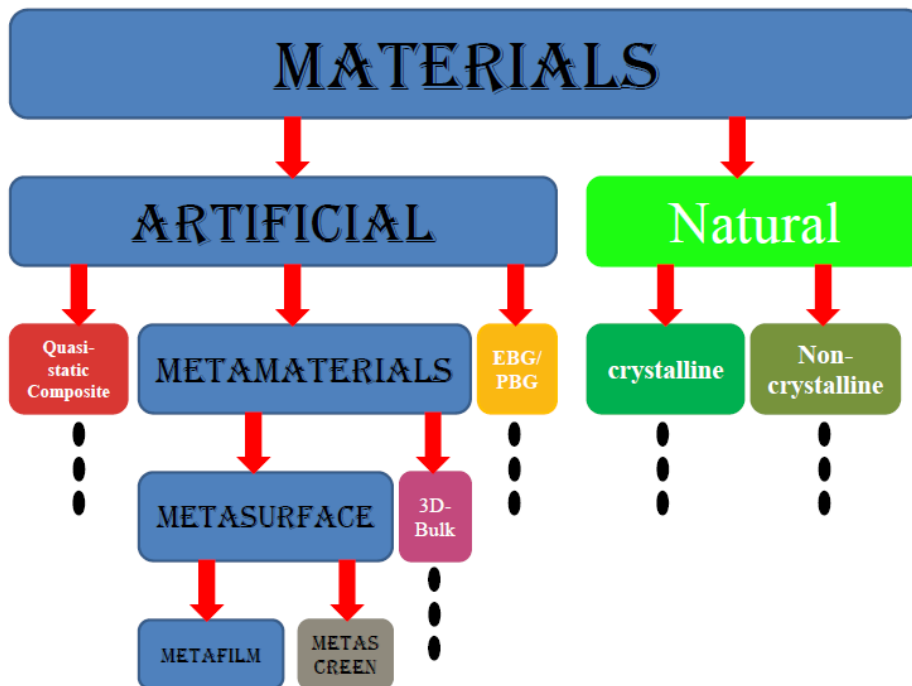 MATERIALS
ARTIFICIAL
Natural
Quasi-
static
Composite
METAMATERIALS
EBG/
PBG
crystalline
Non-
crystalline
METASURFACE
3D-
Bulk
METAFILM
METAS
CREEN